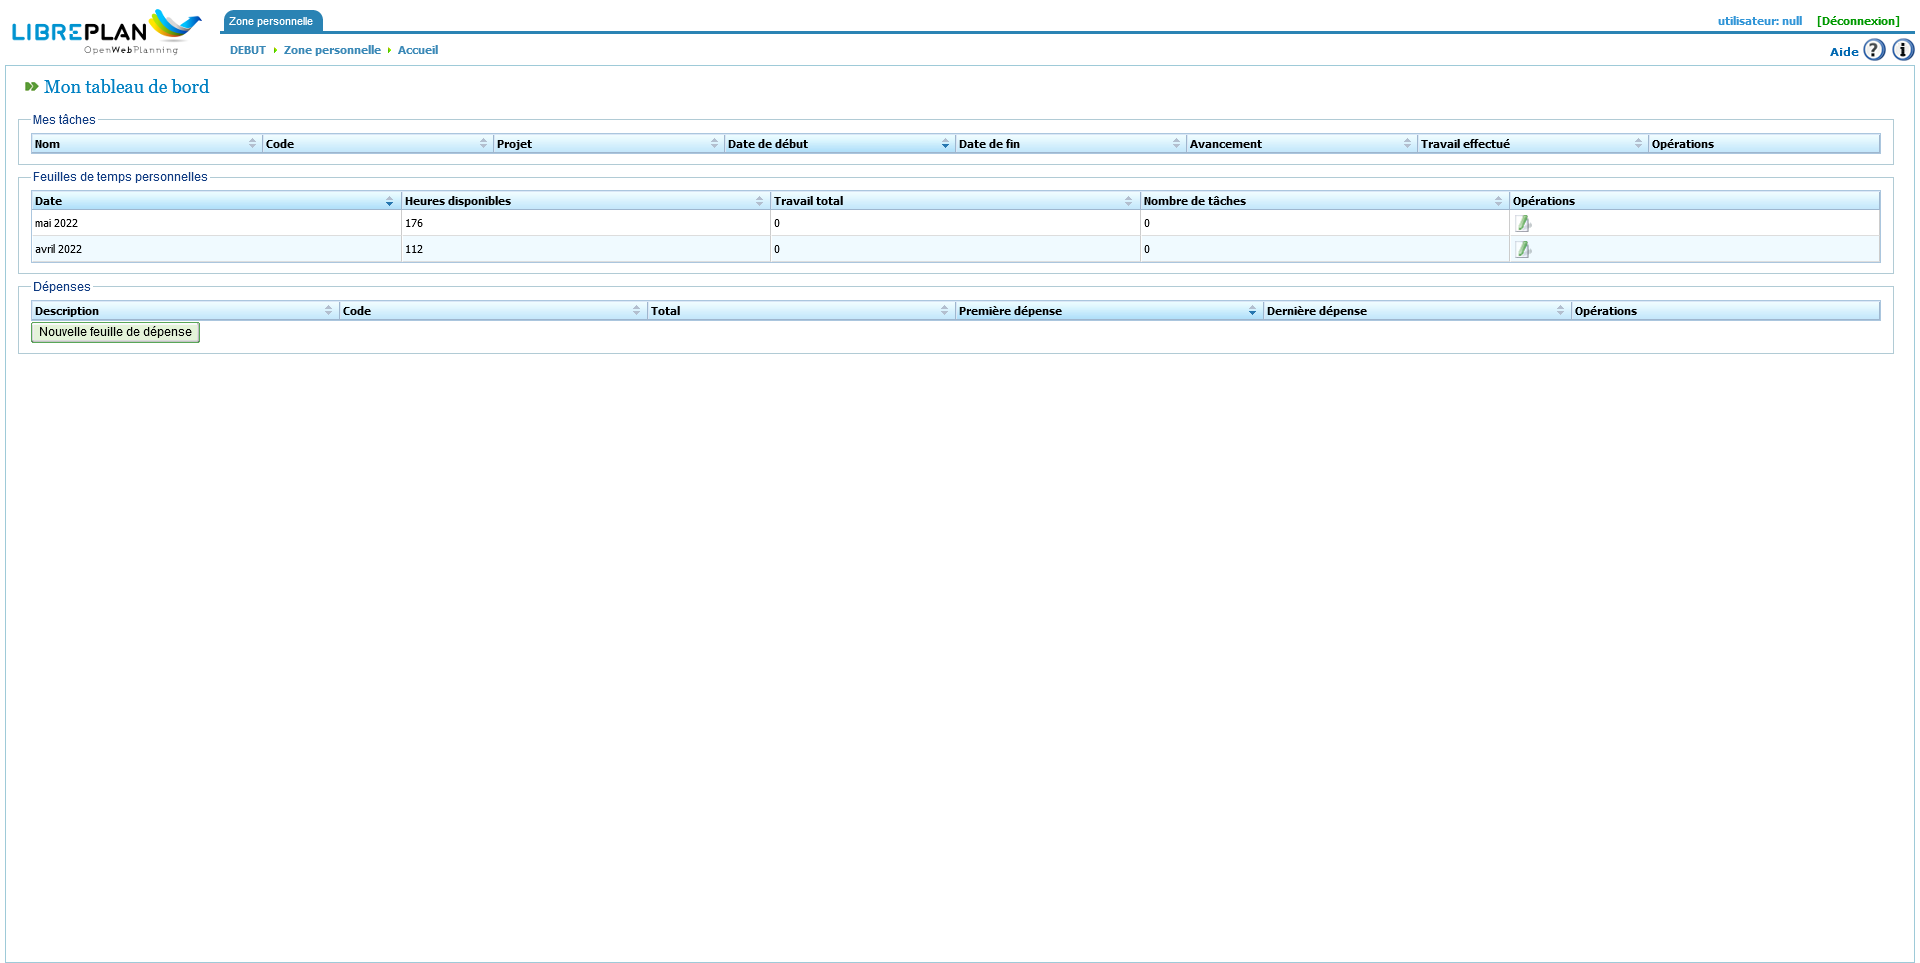 LIBREPLAN
OpenWebPlanning
Zone personnelle
utilisateur: null [Déconnexion]
DEBUT Zone personnelle Accueil
Aide
Mon tableau de bord
Mes tâches
Nom Code Projet Date de début Date de fin Avancement Travail effectué Opérations
Feuilles de temps personnelles
Date Heures disponibles Travail total Nombre de tâches Opérations
mai 2022 176 0 0
avril 2022 112 0 0
Dépenses
Description Code Total Première dépense Dernière dépense Opérations
Nouvelle feuille de dépense